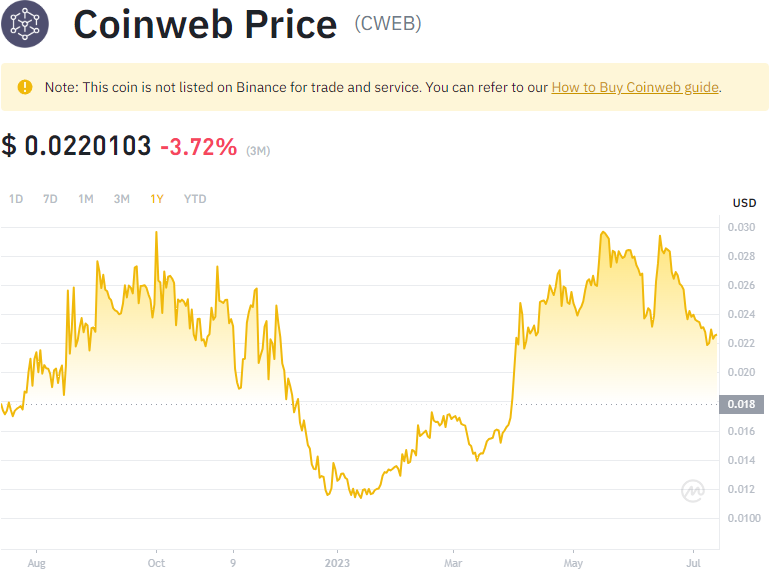 Coinweb Price (CWEB)
Note: This coin is not listed on Binance for trade and service. You can refer to our How to Buy Coinweb guide.
$ 0.0220103 -3.72% (3M)
1D 7D 1M 3M 1Y YTD
USD
0.030
0.028
0.026
0.024
0.022
0.020
0.018
0.016
0.014
0.012
0.0100
Aug Oct 9 2023 Mar May Jul